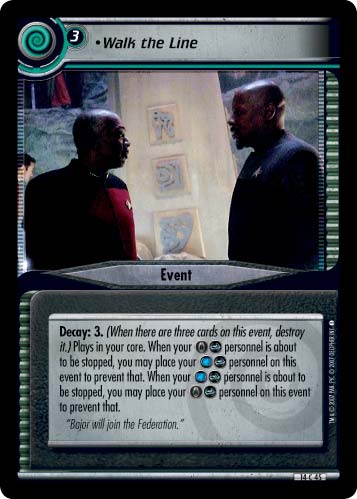 3
•Walk the Line
Event
Decay: 3. (When there are three cards on this event, destroy
it.) Plays in your core. When your personnel is about
to be stopped, you may place your personnel on this
event to prevent that. When your personnel is about to
be stopped, you may place your personnel on this event
to prevent that.
"Bajor will join the Federation."
14 C 45